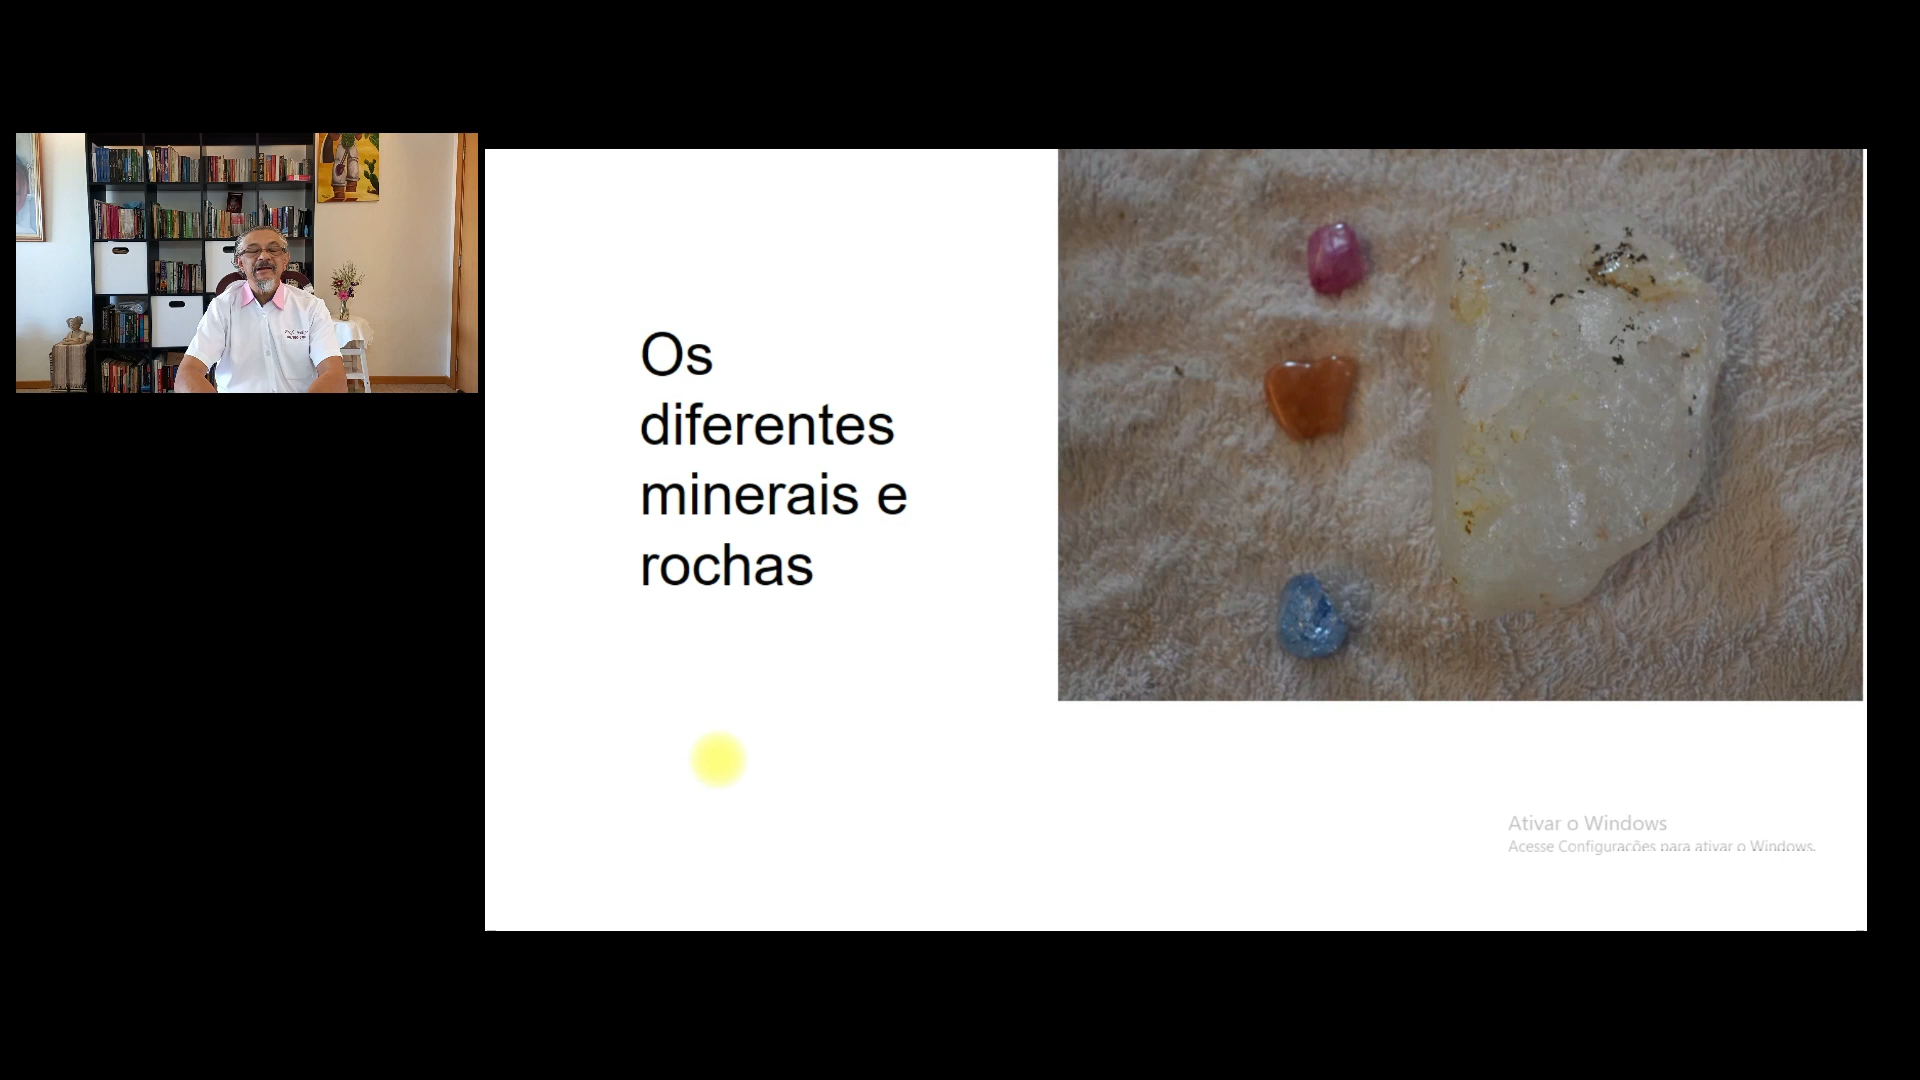 Os
diferentes
minerais e
rochas
Ativar o Windows
Acesse Configurações para ativar o Windows.